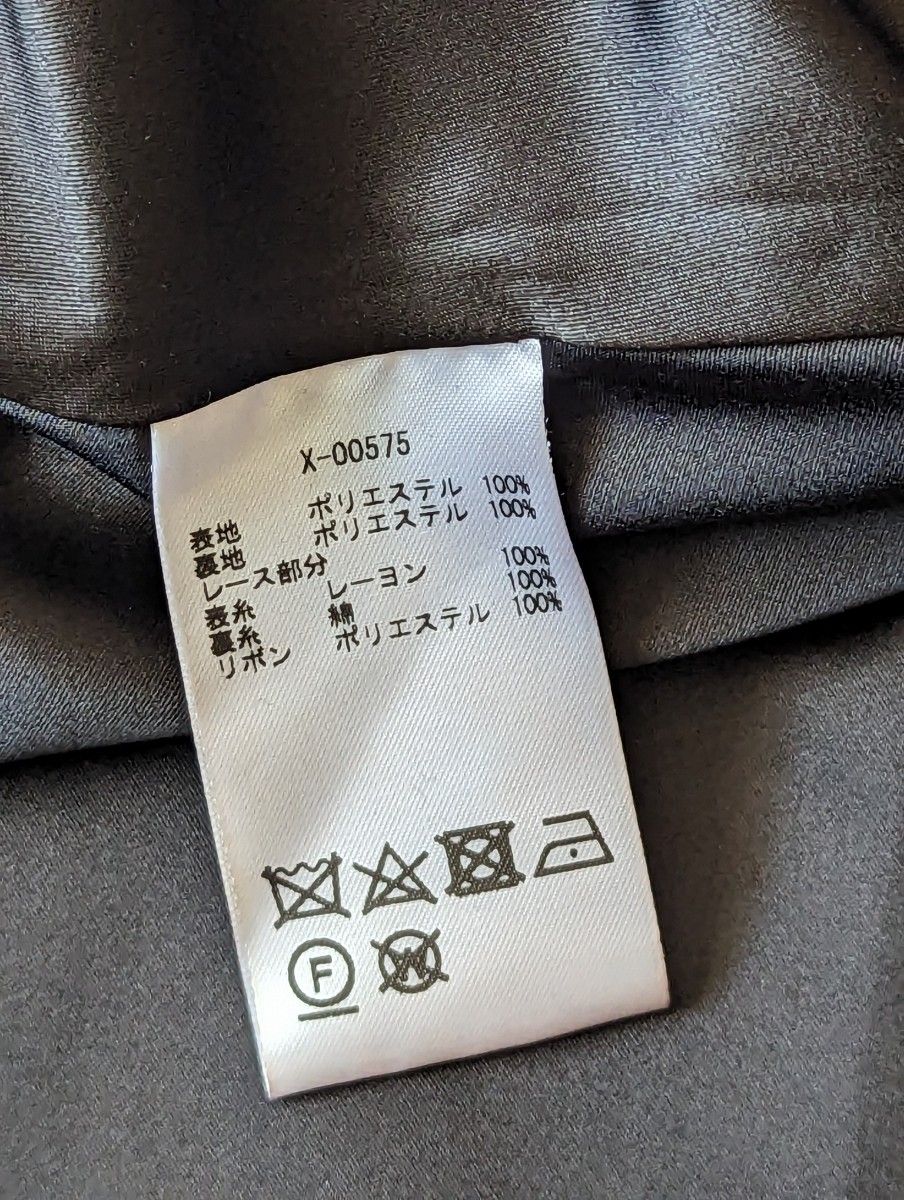 X-00575
表地 ポリエステル 100%
裏地 ポリエステル 100%
レース部分
表糸 レーヨン 100%
裏糸 綿 100%
リボン ポリエステル 100%
F
W